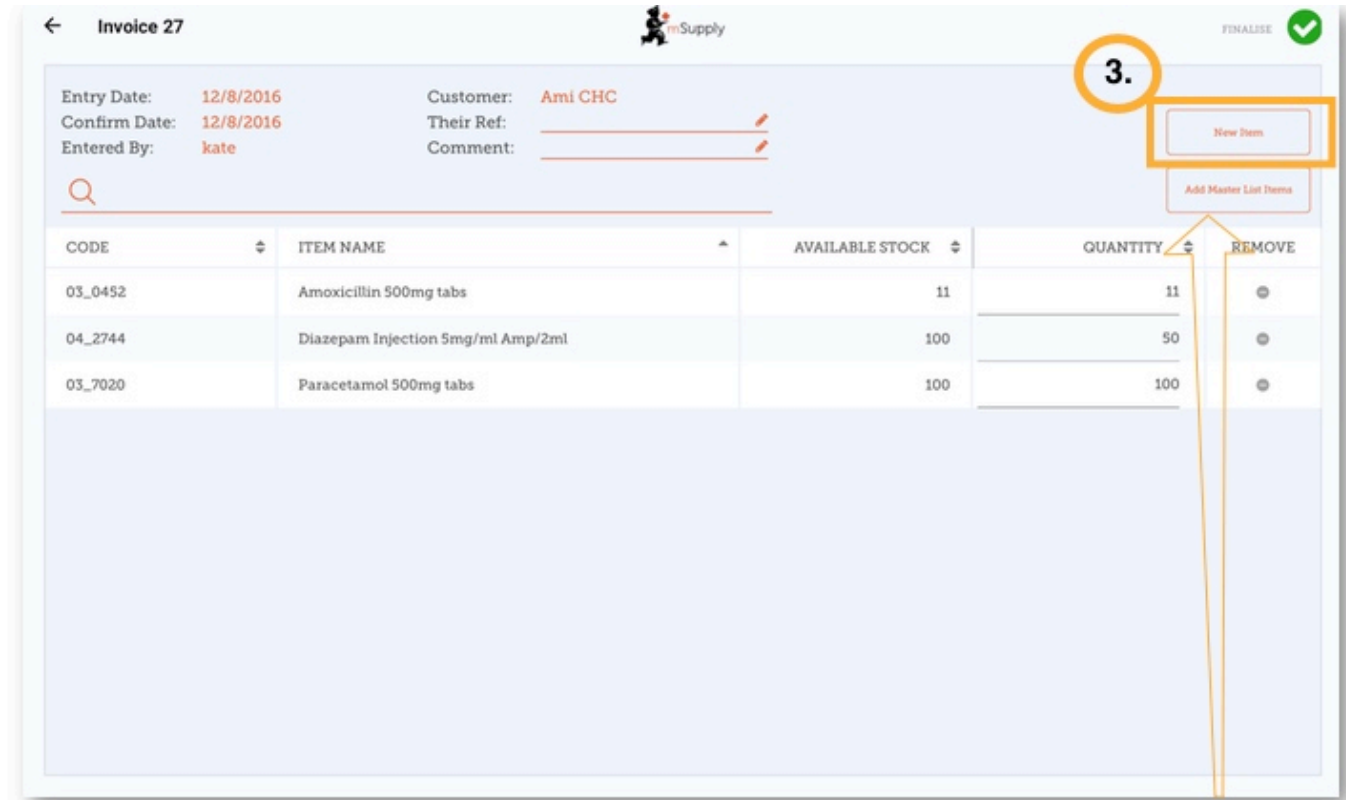 Invoice 27
mSupply
FINALISE
3.
Entry Date: 12/8/2016 Customer: Ami CHC
Confirm Date: 12/8/2016 Their Ref:
Entered By: kate Comment:
New Item
Add Master List Items
CODE ITEM NAME AVAILABLE STOCK QUANTITY REMOVE
03_0452 Amoxicillin 500mg tabs 11 11
04_2744 Diazepam Injection 5mg/ml Amp/2ml 100 50
03_7020 Paracetamol 500mg tabs 100 100